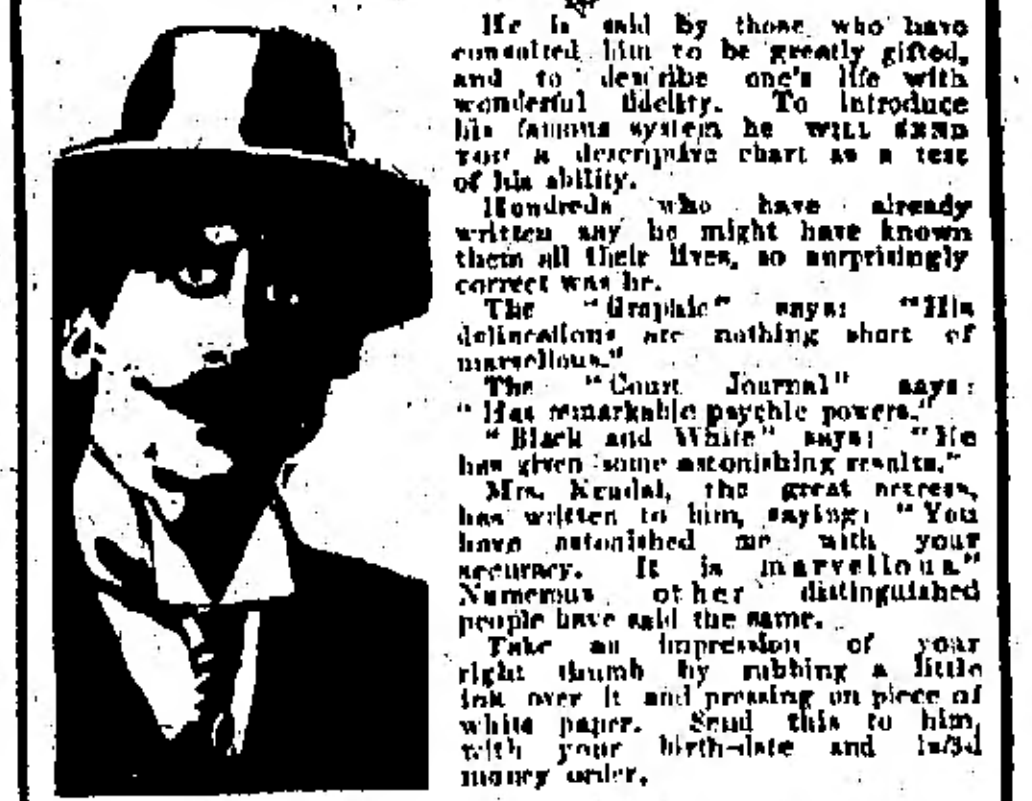 He is said by those who have
consulted him to be greatly gifted,
and to describe one's life with
wonderful fidelity. To introduce
his famous system he WILL SEND
YOU a descriptive chart as a test
of his ability.
Hundreds who have already
written say he might have known
them all their lives, so surprisingly
correct was he.
The "Graphic" says: "His
delineations are nothing short of
marvellous."
The "Court Journal" says:
"Has remarkable psychic powers."
"Black and White" says: "He
has given some astonishing results."
Mrs. Kendal, the great actress,
has written to him, saying: "You
have astonished me with your
accuracy. It is marvellous."
Numerous other distinguished
people have said the same.
Take an impression of your
right thumb by rubbing a little
ink over it and pressing on piece of
white paper. Send this to him,
with your birth-date and
money order.